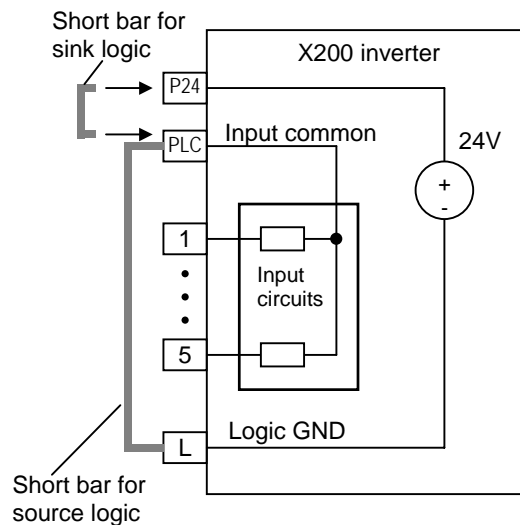 Short bar for
sink logic
X200 inverter
P24
PLC
Input common
24V
+
-
1
Input
circuits
5
L
Logic GND
Short bar for
source logic